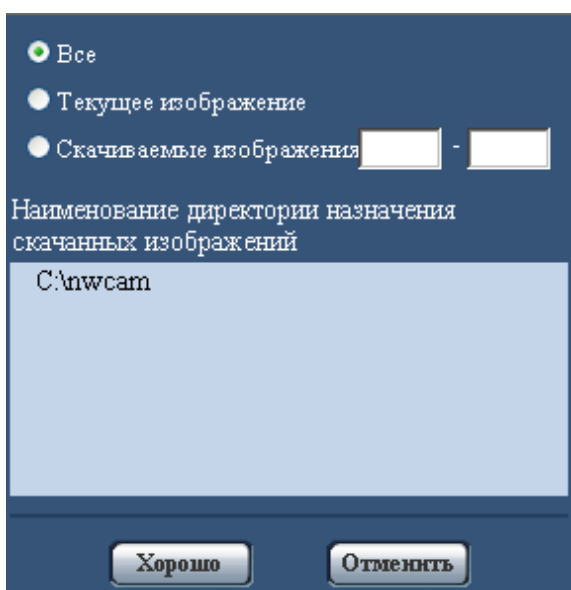 Все
Текущее изображение
Скачиваемые изображения -
Наименование директории назначения
скачанных изображений
C:\nwcam
Хорошо Отменить